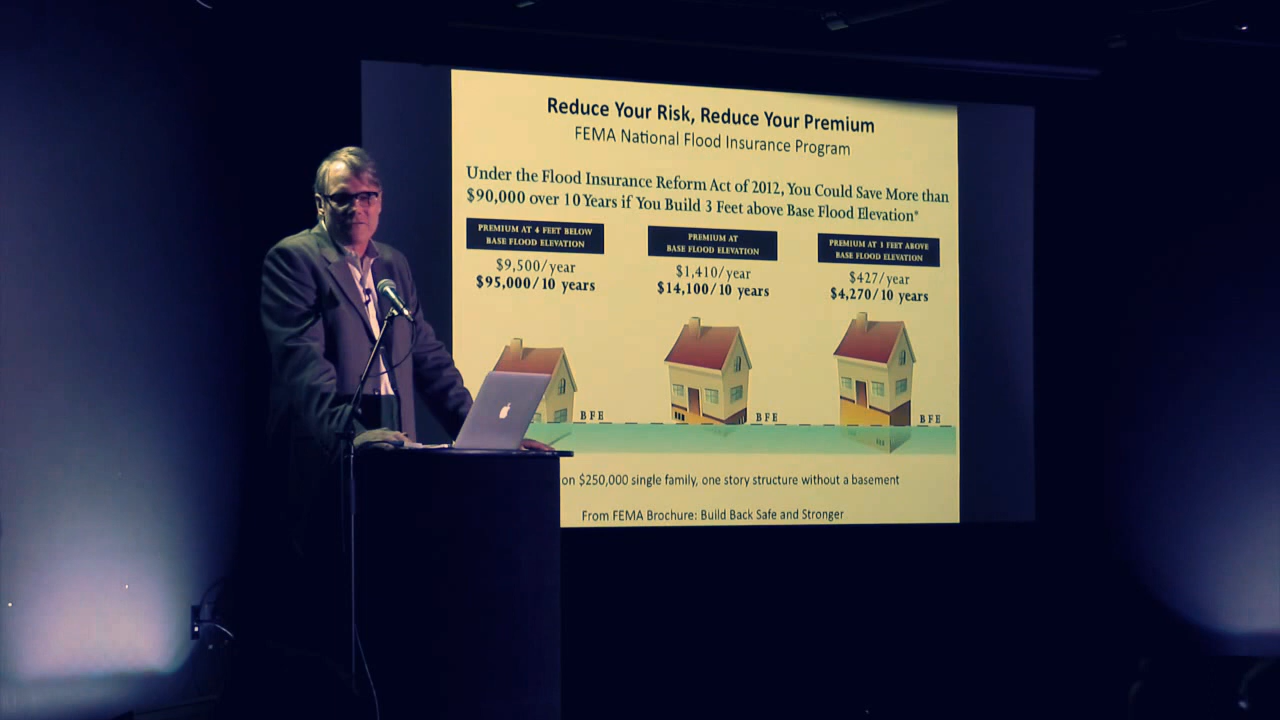 Reduce Your Risk, Reduce Your Premium
FEMA National Flood Insurance Program
Under the Flood Insurance Reform Act of 2012, You Could Save More than
$90,000 over 10 Years if You Build 3 Feet above Base Flood Elevation*
PREMIUM AT 4 FEET BELOW
BASE FLOOD ELEVATION
$9,500/year
$95,000/10 years
PREMIUM AT
BASE FLOOD ELEVATION
$1,410/year
$14,100/10 years
PREMIUM AT 3 FEET ABOVE
BASE FLOOD ELEVATION
$427/year
$4,270/10 years
BFE
BFE
BFE
on $250,000 single family, one story structure without a basement
From FEMA Brochure: Build Back Safe and Stronger